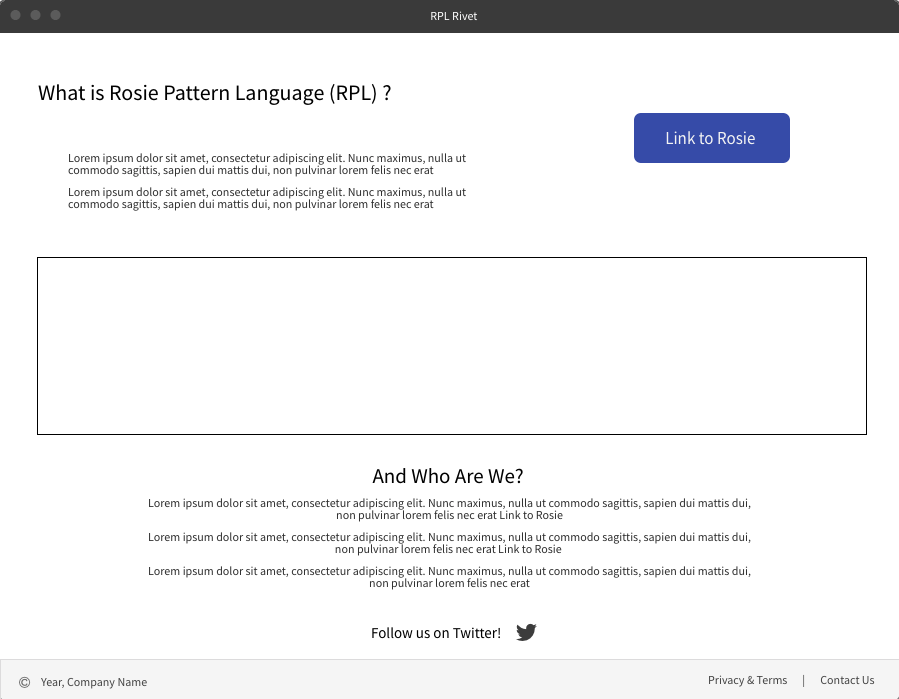 RPL Rivet
What is Rosie Pattern Language (RPL) ?
Link to Rosie
Lorem ipsum dolor sit amet, consectetur adipiscing elit. Nunc maximus, nulla ut
commodo sagittis, sapien dui mattis dui, non pulvinar lorem felis nec erat
Lorem ipsum dolor sit amet, consectetur adipiscing elit. Nunc maximus, nulla ut
commodo sagittis, sapien dui mattis dui, non pulvinar lorem felis nec erat
And Who Are We?
Lorem ipsum dolor sit amet, consectetur adipiscing elit. Nunc maximus, nulla ut commodo sagittis, sapien dui mattis dui,
non pulvinar lorem felis nec erat Link to Rosie
Lorem ipsum dolor sit amet, consectetur adipiscing elit. Nunc maximus, nulla ut commodo sagittis, sapien dui mattis dui,
non pulvinar lorem felis nec erat Link to Rosie
Lorem ipsum dolor sit amet, consectetur adipiscing elit. Nunc maximus, nulla ut commodo sagittis, sapien dui mattis dui,
non pulvinar lorem felis nec erat
Follow us on Twitter!
© Year, Company Name
Privacy & Terms | Contact Us